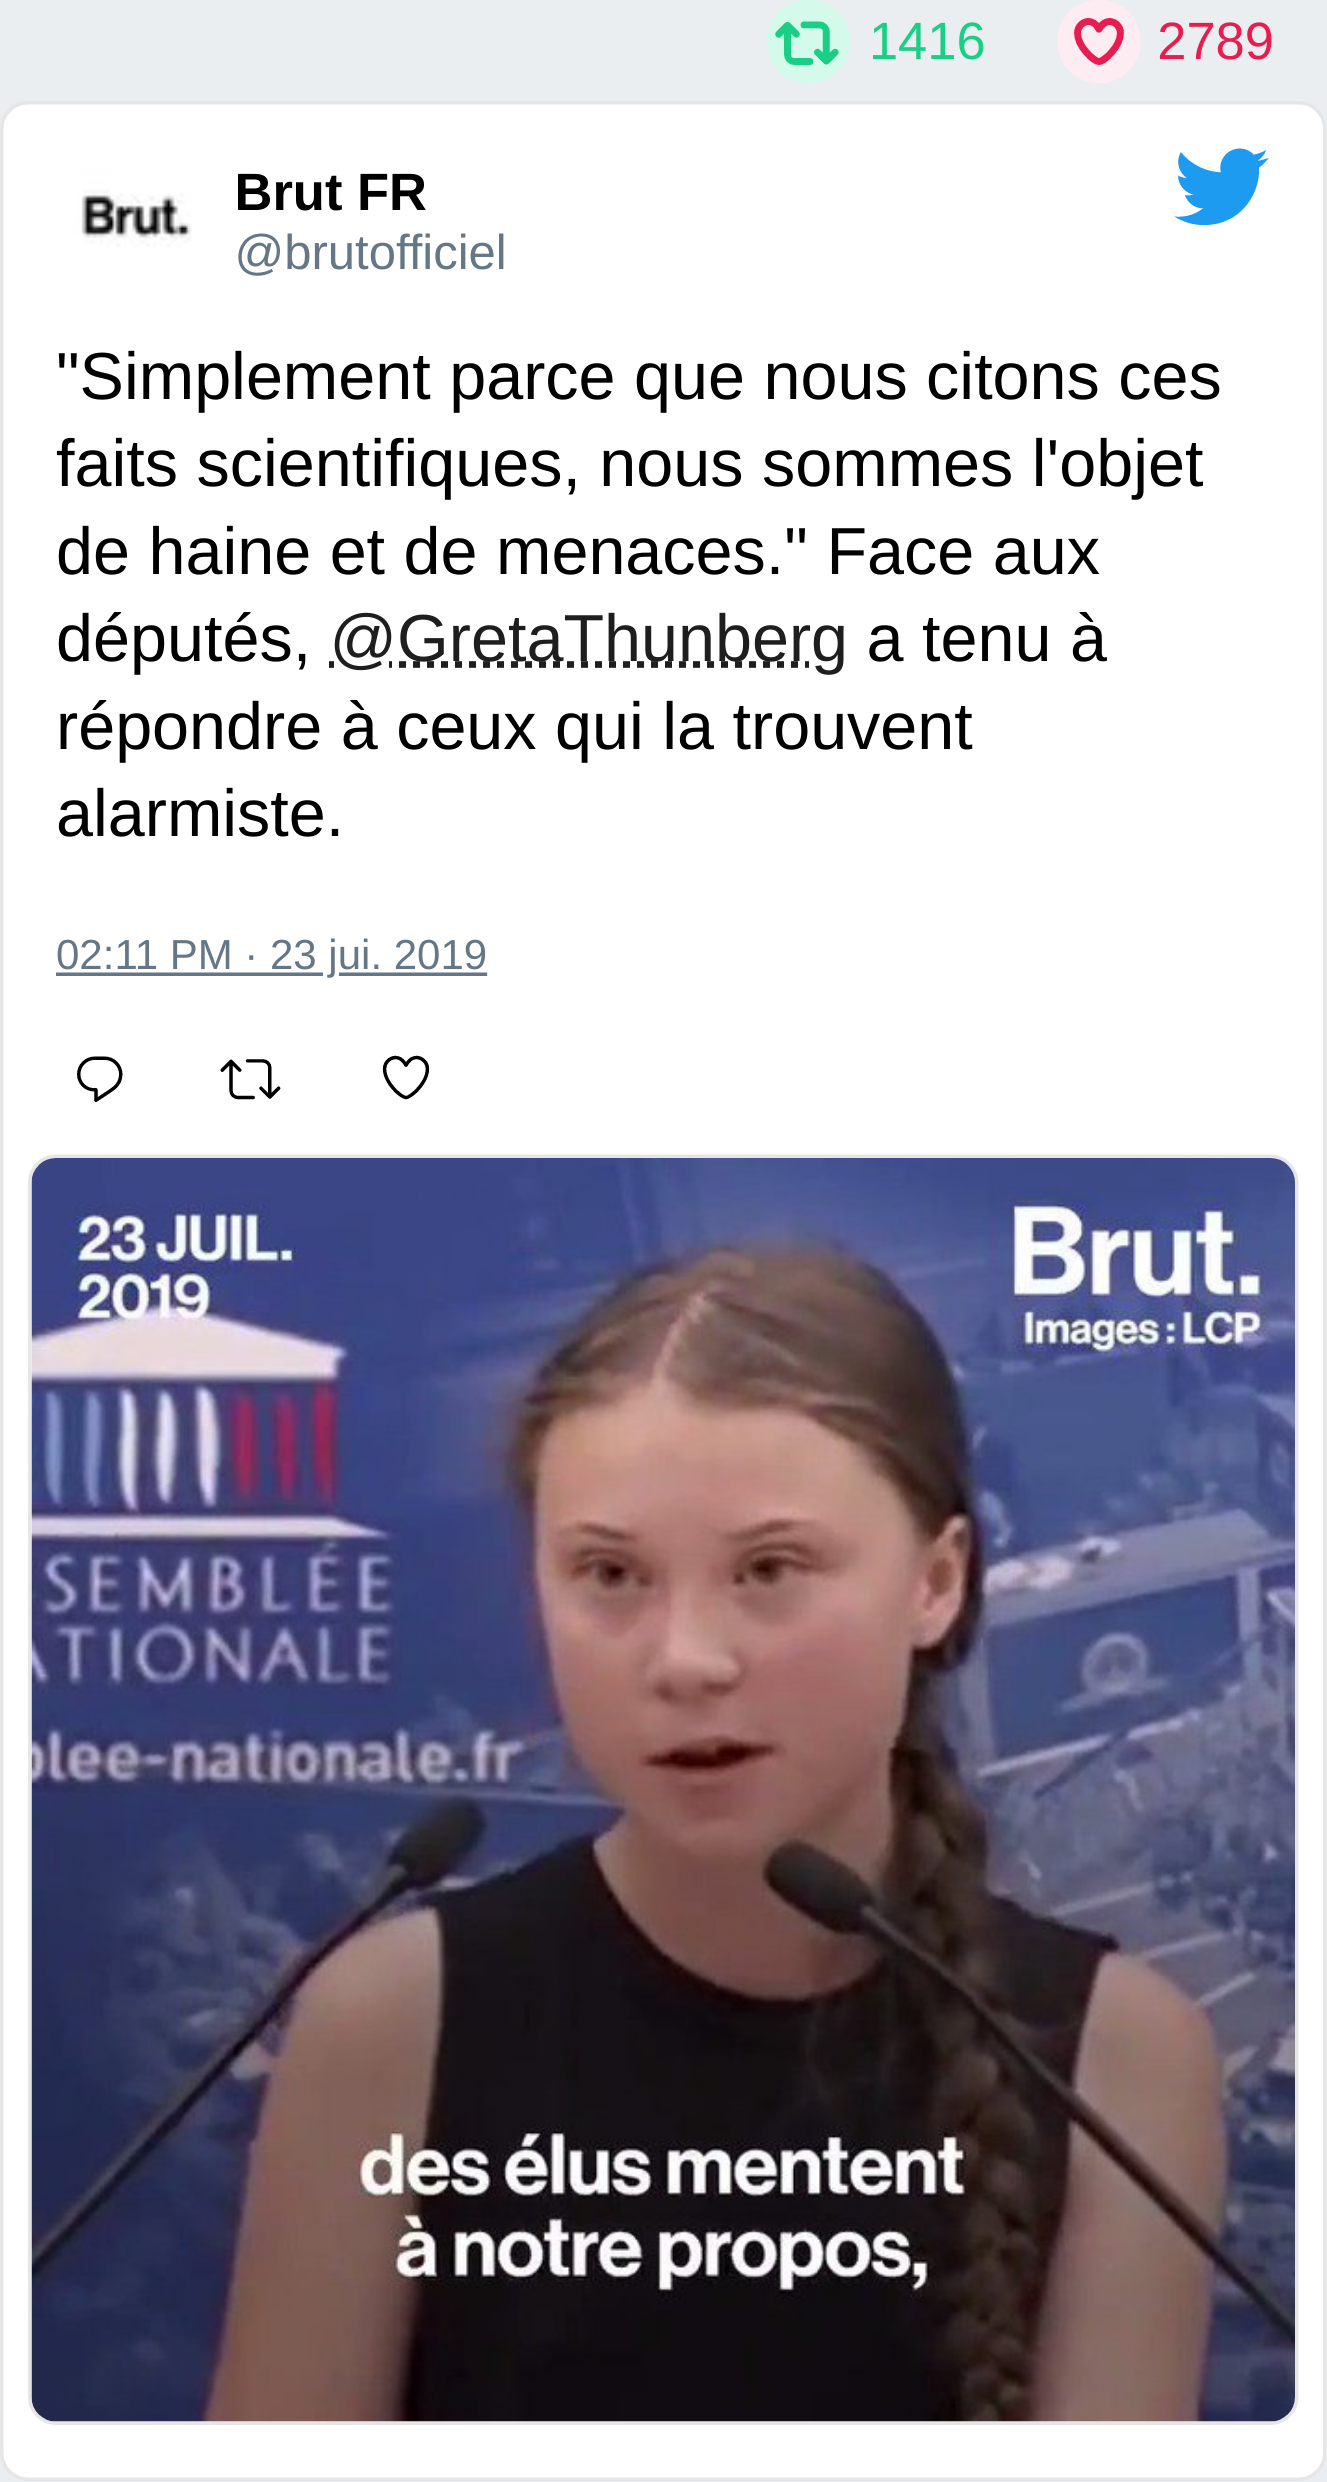 1416 2789
Brut.
Brut FR
@brutofficiel
"Simplement parce que nous citons ces
faits scientifiques, nous sommes l'objet
de haine et de menaces." Face aux
députés, @GretaThunberg a tenu à
répondre à ceux qui la trouvent
alarmiste.
02:11 PM · 23 jui. 2019
23 JUIL.
2019
Brut.
Images : LCP
SEMBLÉE
ATIONALE
lee-nationale.fr
des élus mentent
à notre propos,